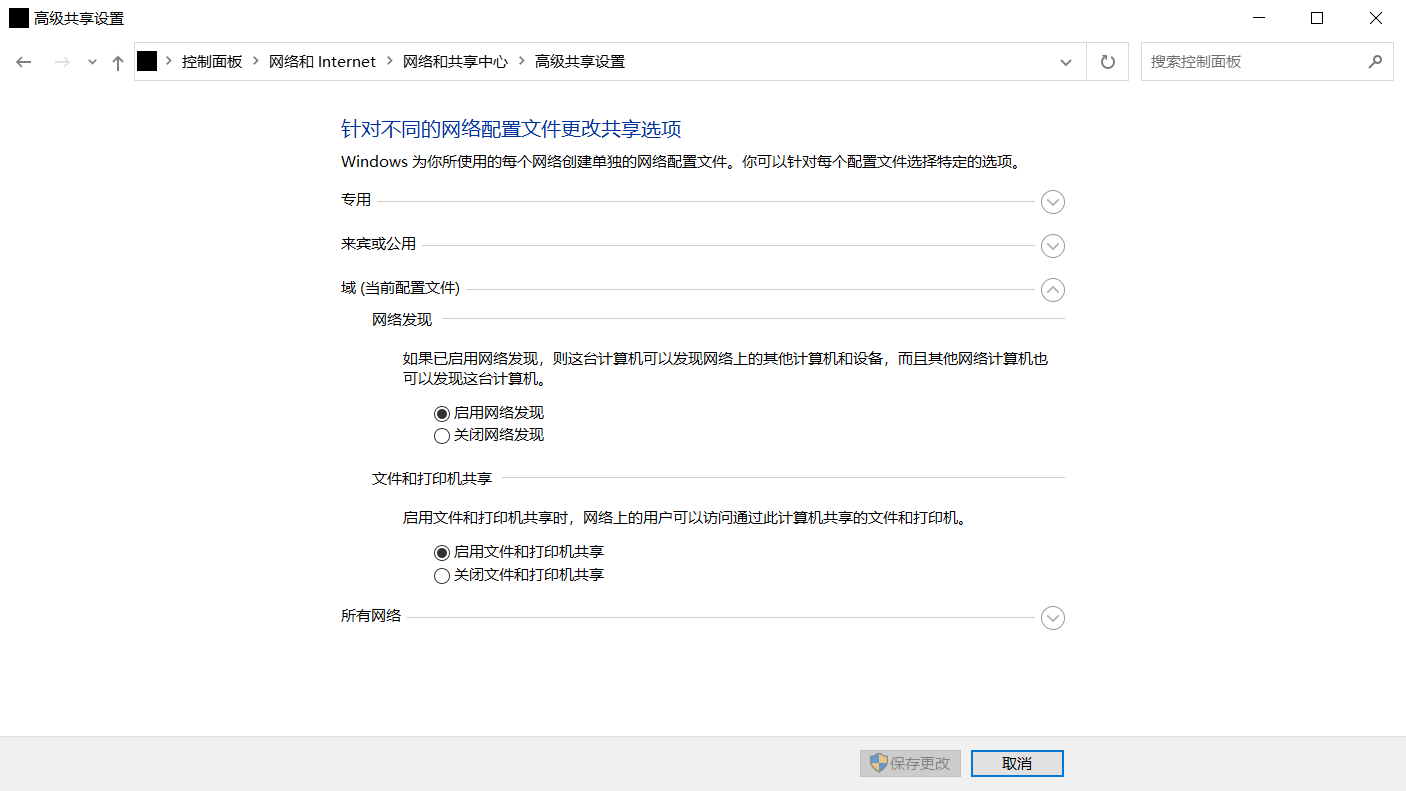 高级共享设置
控制面板 网络和 Internet 网络和共享中心 高级共享设置 搜索控制面板
针对不同的网络配置文件更改共享选项
Windows 为你所使用的每个网络创建单独的网络配置文件。你可以针对每个配置文件选择特定的选项。
专用
来宾或公用
域 (当前配置文件)
网络发现
如果已启用网络发现，则这台计算机可以发现网络上的其他计算机和设备，而且其他网络计算机也
可以发现这台计算机。
启用网络发现
关闭网络发现
文件和打印机共享
启用文件和打印机共享时，网络上的用户可以访问通过此计算机共享的文件和打印机。
启用文件和打印机共享
关闭文件和打印机共享
所有网络
保存更改 取消